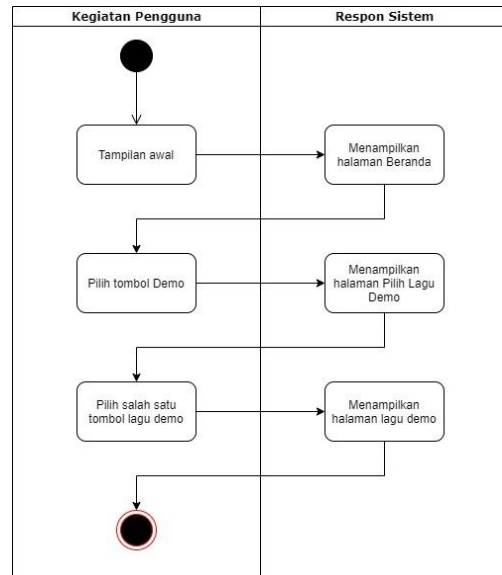 Kegiatan Pengguna
Respon Sistem
Tampilan awal
Menampilkan
halaman Beranda
Pilih tombol Demo
Menampilkan
halaman Pilih Lagu
Demo
Pilih salah satu
tombol lagu demo
Menampilkan
halaman lagu demo